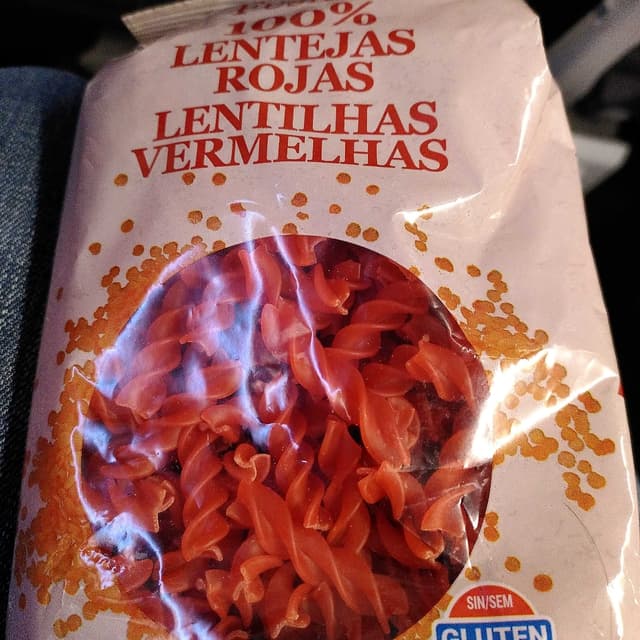 100%
LENTEJAS
ROJAS
LENTILHAS
VERMELHAS
SIN/SEM
GLUTEN